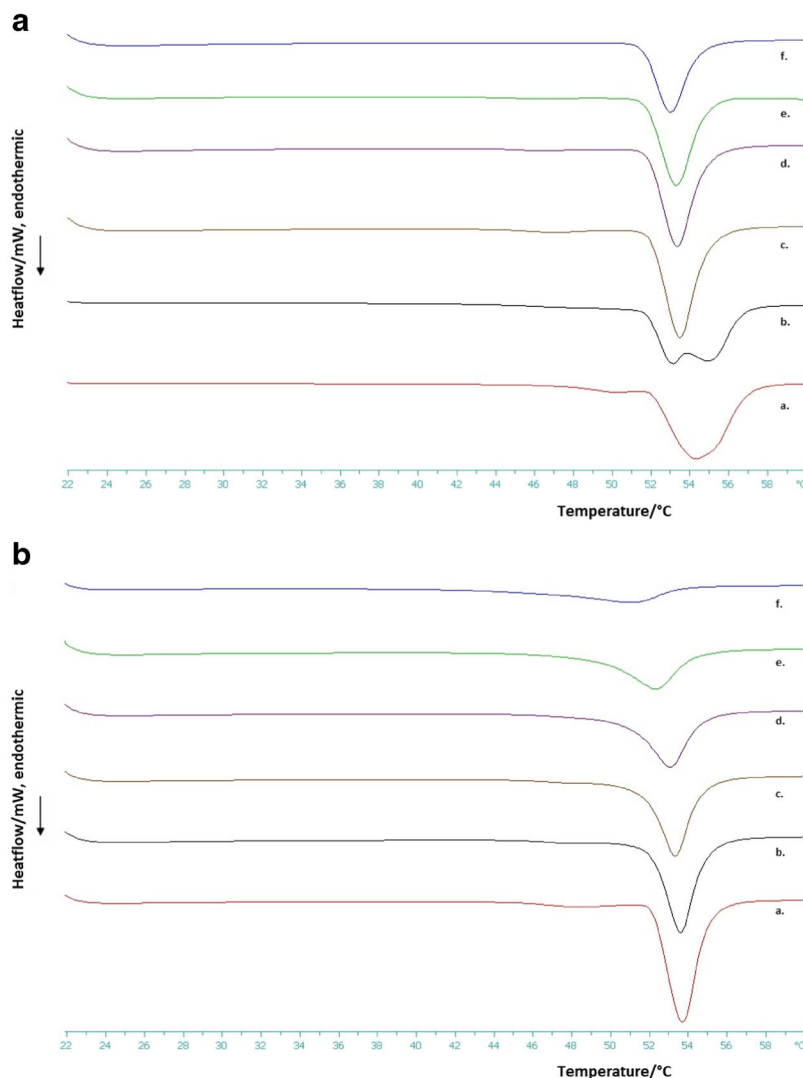 a
f.
e.
d.
c.
b.
a.
Heatflow/mW, endothermic
22 24 26 28 30 32 34 36 38 40 42 44 46 48 50 52 54 56 58 °C
Temperature/°C
b
f.
e.
d.
c.
b.
a.
Heatflow/mW, endothermic
22 24 26 28 30 32 34 36 38 40 42 44 46 48 50 52 54 56 58 °C
Temperature/°C